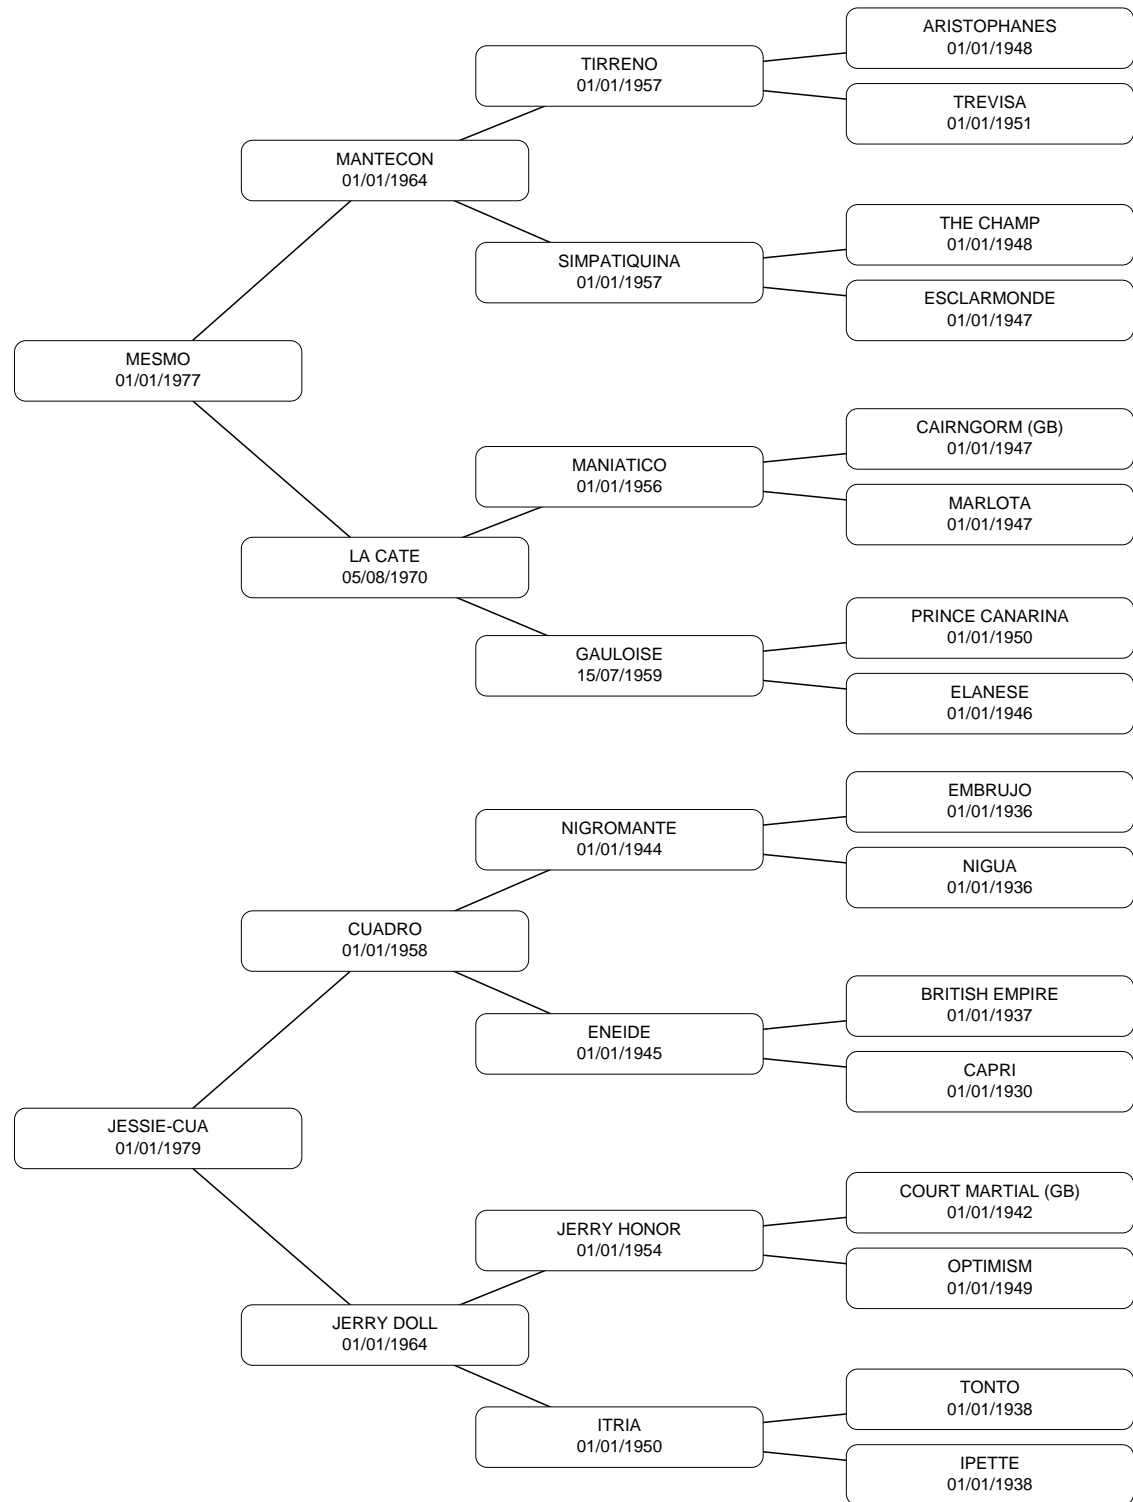 ARISTOPHANES
01/01/1948
TIRRENO
01/01/1957
TREVISA
01/01/1951
MANTECON
01/01/1964
THE CHAMP
01/01/1948
SIMPATIQUINA
01/01/1957
ESCLARMONDE
01/01/1947
MESMO
01/01/1977
CAIRNGORM (GB)
01/01/1947
MANIATICO
01/01/1956
MARLOTA
01/01/1947
LA CATE
05/08/1970
PRINCE CANARINA
01/01/1950
GAULOISE
15/07/1959
ELANESE
01/01/1946
EMBRUJO
01/01/1936
NIGROMANTE
01/01/1944
NIGUA
01/01/1936
CUADRO
01/01/1958
BRITISH EMPIRE
01/01/1937
ENEIDE
01/01/1945
CAPRI
01/01/1930
JESSIE-CUA
01/01/1979
COURT MARTIAL (GB)
01/01/1942
JERRY HONOR
01/01/1954
OPTIMISM
01/01/1949
JERRY DOLL
01/01/1964
TONTO
01/01/1938
ITRIA
01/01/1950
IPETTE
01/01/1938